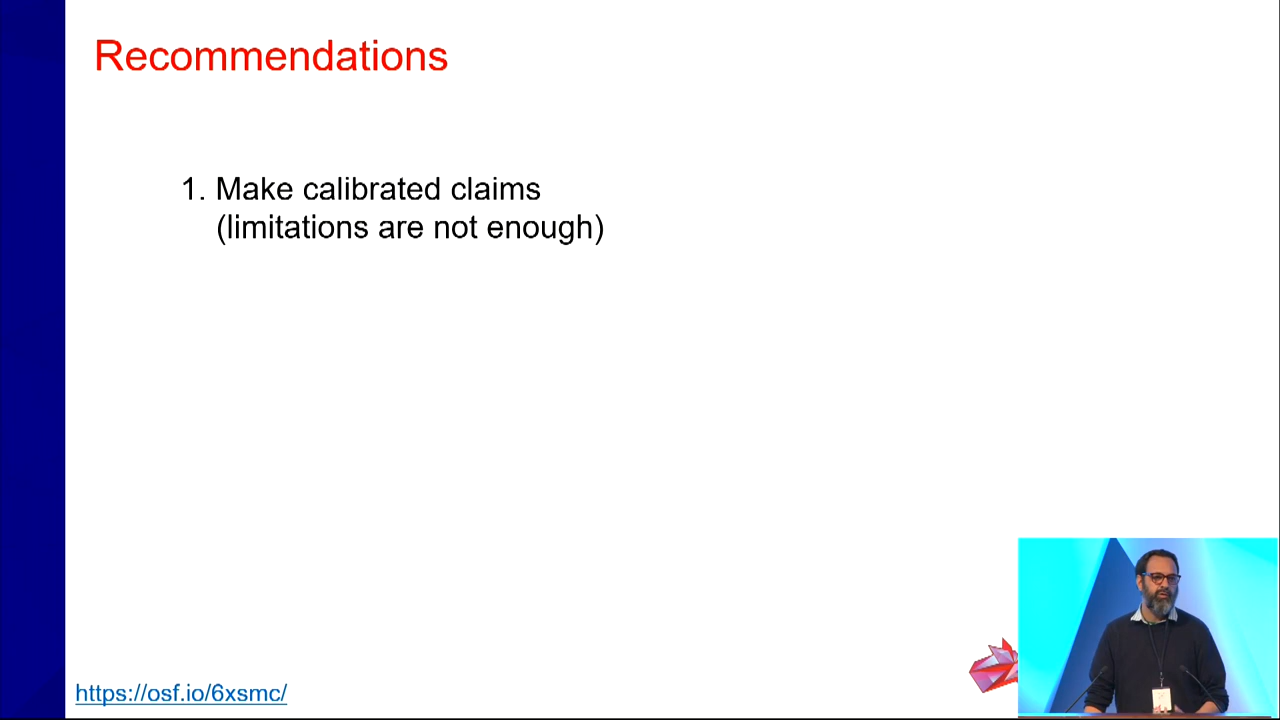 Recommendations
1. Make calibrated claims
(limitations are not enough)
https://osf.io/6xsmc/